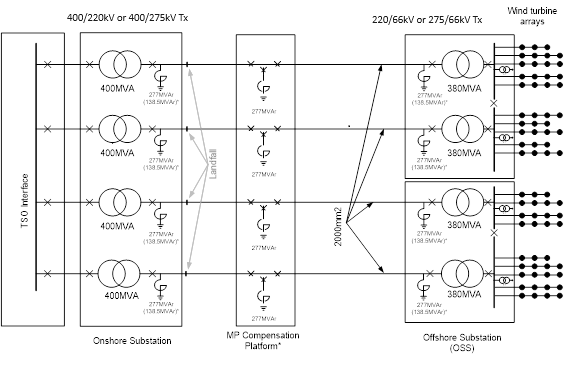 400/220kV or 400/275kV Tx
220/66kV or 275/66kV Tx
Wind turbine
arrays
400MVA
277MVAr
(138.5MVAr)*
277MVAr
277MVAr
(138.5MVAr)*
380MVA
400MVA
277MVAr
(138.5MVAr)*
277MVAr
277MVAr
(138.5MVAr)*
380MVA
Landfall
TSO Interface
400MVA
277MVAr
(138.5MVAr)*
277MVAr
2000mm2
277MVAr
(138.5MVAr)*
380MVA
400MVA
277MVAr
(138.5MVAr)*
277MVAr
277MVAr
(138.5MVAr)*
380MVA
Onshore Substation
MP Compensation
Platform*
Offshore Substation
(OSS)